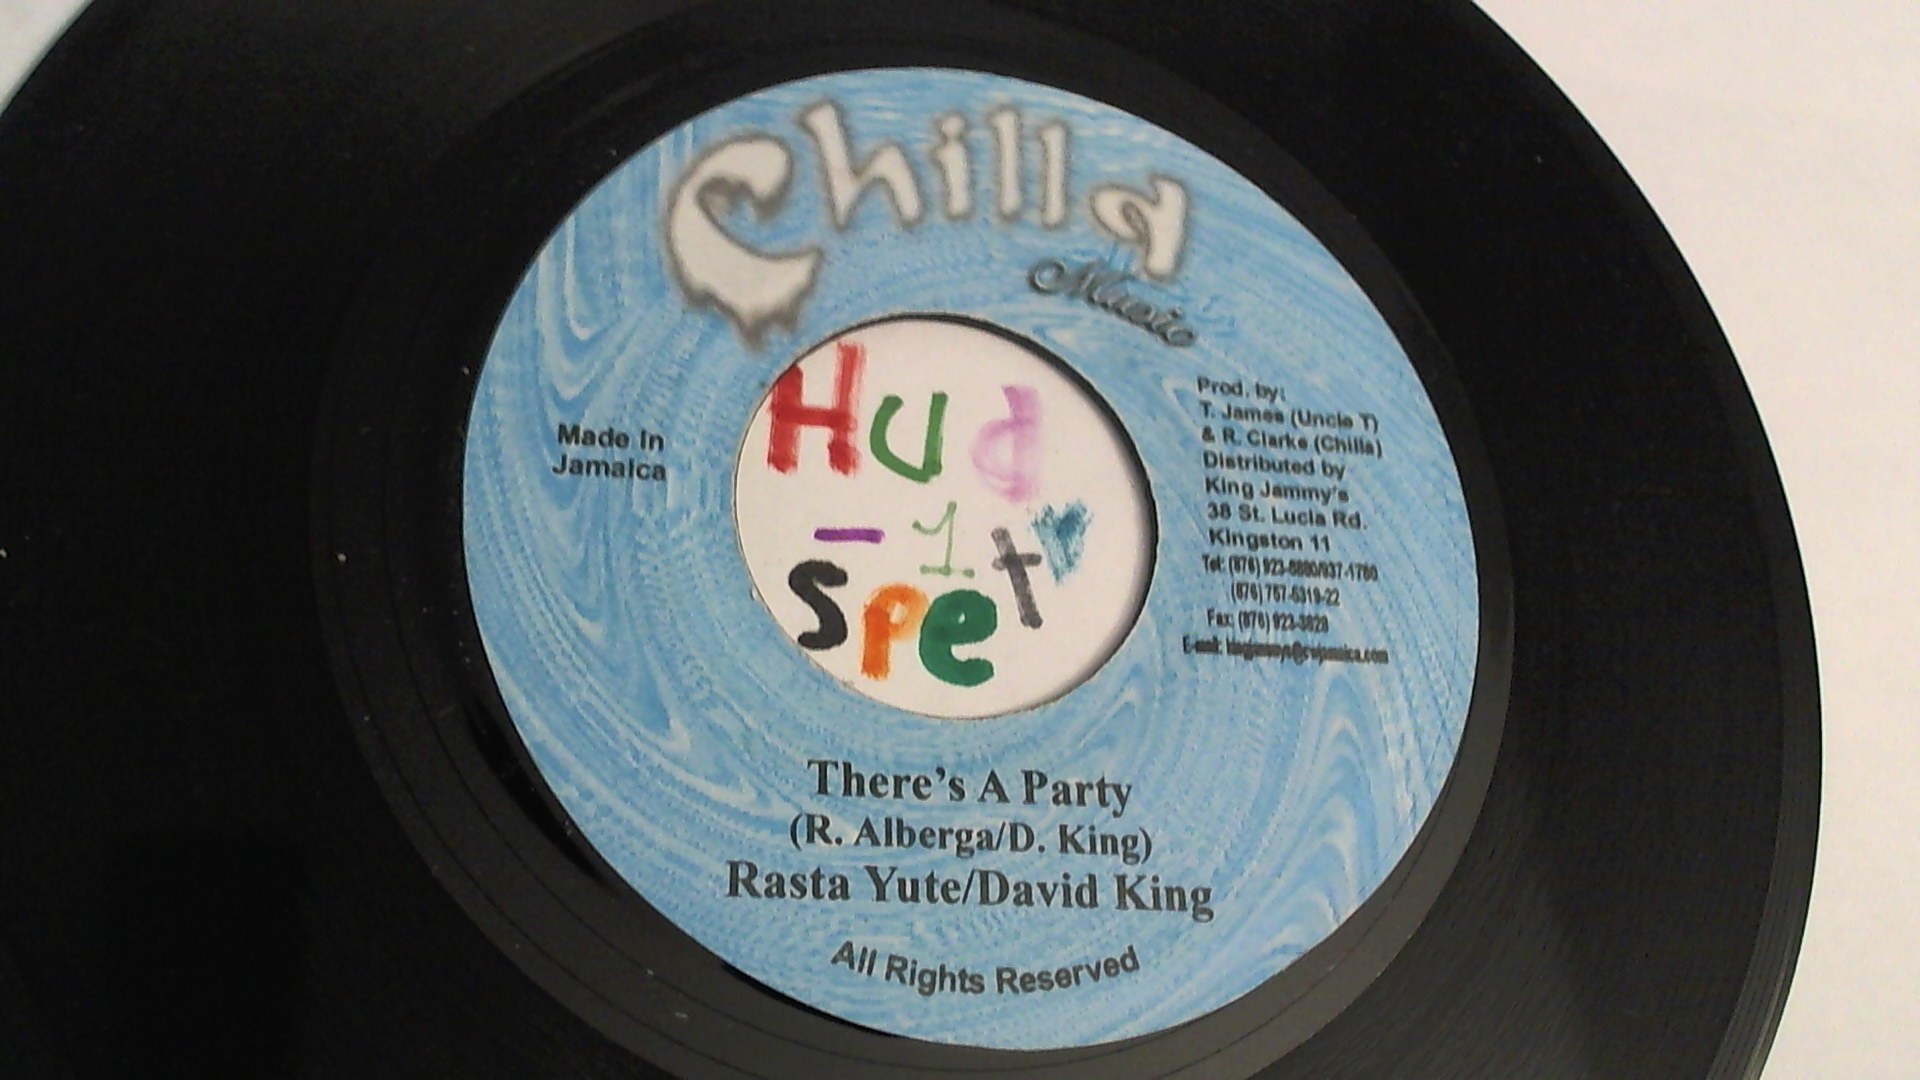 Chilla
Music
Made In
Jamaica
Prod. by:
T. James (Uncle T)
& R. Clarke (Chilla)
Distributed by
King Jammy's
38 St. Lucia Rd.
Kingston 11
Hud
- 1
spet
There's A Party
(R. Alberga/D. King)
Rasta Yute/David King
All Rights Reserved